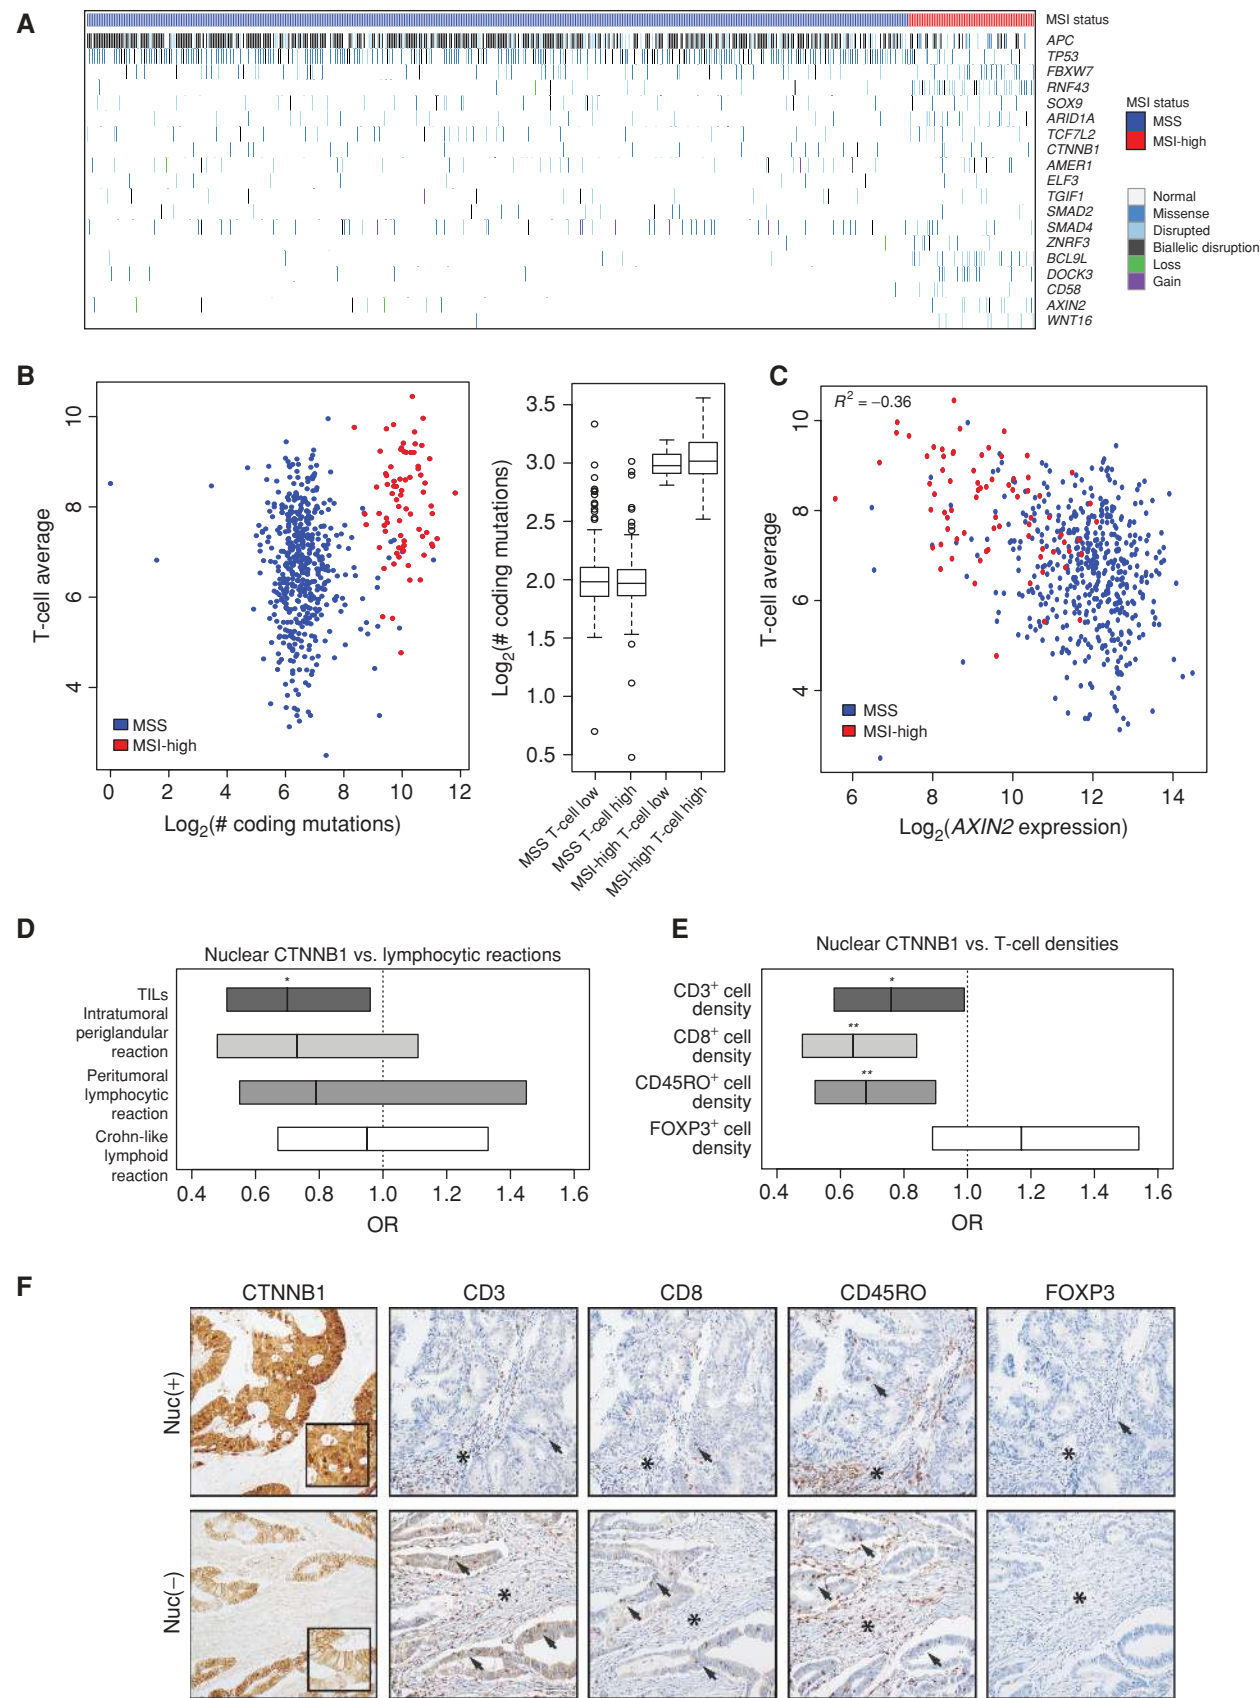 A
MSI status
APC
TP53
FBXW7
RNF43
SOX9
ARID1A
TCF7L2
CTNNB1
AMER1
ELF3
TGIF1
SMAD2
SMAD4
ZNRF3
BCL9L
DOCK3
CD58
AXIN2
WNT16
MSI status
MSS
MSI-high
Normal
Missense
Disrupted
Biallelic disruption
Loss
Gain
B
T-cell average
10
8
6
4
MSS
MSI-high
0 2 4 6 8 10 12
Log2(# coding mutations)
Log2(# coding mutations)
3.5
3.0
2.5
2.0
1.5
1.0
0.5
MSS T-cell low
MSS T-cell high
MSI-high T-cell low
MSI-high T-cell high
C
R2 = −0.36
T-cell average
10
8
6
4
MSS
MSI-high
6 8 10 12 14
Log2(AXIN2 expression)
D
Nuclear CTNNB1 vs. lymphocytic reactions
TILs
*
Intratumoral
periglandular
reaction
Peritumoral
lymphocytic
reaction
Crohn-like
lymphoid
reaction
0.4 0.6 0.8 1.0 1.2 1.4 1.6
OR
E
Nuclear CTNNB1 vs. T-cell densities
CD3+ cell
density
*
CD8+ cell
density
**
CD45RO+ cell
density
**
FOXP3+ cell
density
0.4 0.6 0.8 1.0 1.2 1.4 1.6
OR
F
CTNNB1 CD3 CD8 CD45RO FOXP3
Nuc(+)
* * * *
Nuc(−)
* * * *